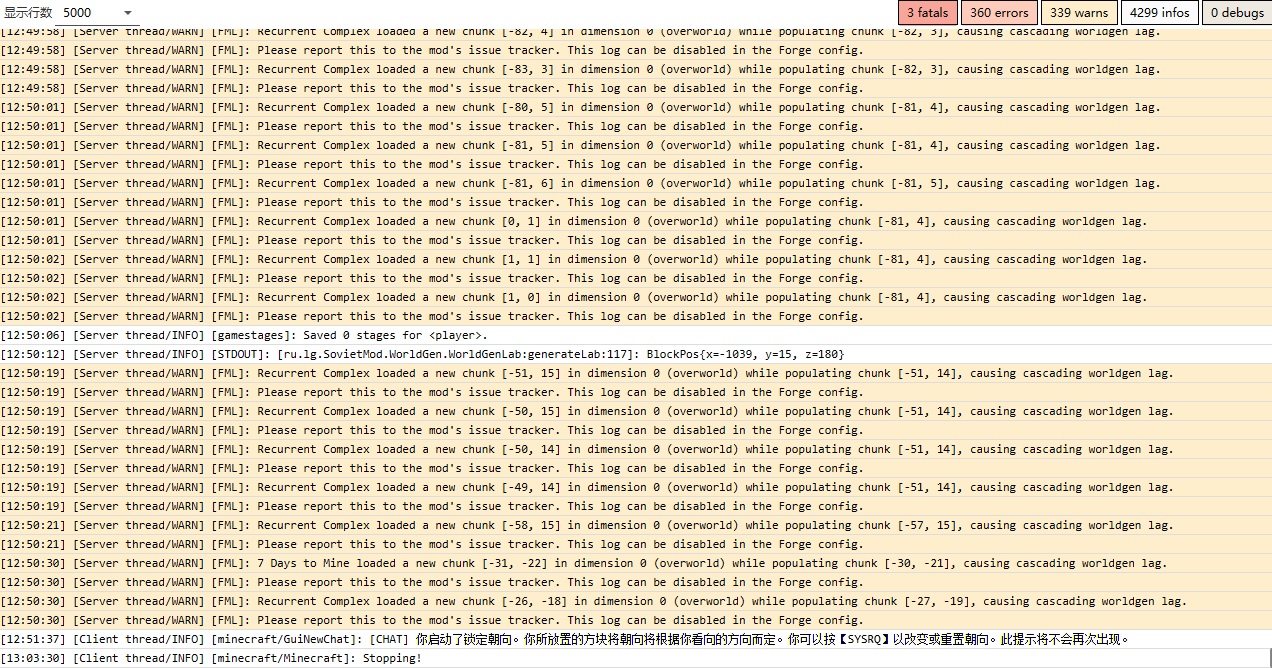 显示行数 5000 3 fatals 360 errors 339 warns 4299 infos 0 debugs
[12:49:58] [Server thread/WARN] [FML]: Recurrent Complex loaded a new chunk [-82, 4] in dimension 0 (overworld) while populating chunk [-82, 3], causing cascading worldgen lag.
[12:49:58] [Server thread/WARN] [FML]: Please report this to the mod's issue tracker. This log can be disabled in the Forge config.
[12:49:58] [Server thread/WARN] [FML]: Recurrent Complex loaded a new chunk [-83, 3] in dimension 0 (overworld) while populating chunk [-82, 3], causing cascading worldgen lag.
[12:49:58] [Server thread/WARN] [FML]: Please report this to the mod's issue tracker. This log can be disabled in the Forge config.
[12:50:01] [Server thread/WARN] [FML]: Recurrent Complex loaded a new chunk [-80, 5] in dimension 0 (overworld) while populating chunk [-81, 4], causing cascading worldgen lag.
[12:50:01] [Server thread/WARN] [FML]: Please report this to the mod's issue tracker. This log can be disabled in the Forge config.
[12:50:01] [Server thread/WARN] [FML]: Recurrent Complex loaded a new chunk [-81, 5] in dimension 0 (overworld) while populating chunk [-81, 4], causing cascading worldgen lag.
[12:50:01] [Server thread/WARN] [FML]: Please report this to the mod's issue tracker. This log can be disabled in the Forge config.
[12:50:01] [Server thread/WARN] [FML]: Recurrent Complex loaded a new chunk [-81, 6] in dimension 0 (overworld) while populating chunk [-81, 5], causing cascading worldgen lag.
[12:50:01] [Server thread/WARN] [FML]: Please report this to the mod's issue tracker. This log can be disabled in the Forge config.
[12:50:01] [Server thread/WARN] [FML]: Recurrent Complex loaded a new chunk [0, 1] in dimension 0 (overworld) while populating chunk [-81, 4], causing cascading worldgen lag.
[12:50:01] [Server thread/WARN] [FML]: Please report this to the mod's issue tracker. This log can be disabled in the Forge config.
[12:50:02] [Server thread/WARN] [FML]: Recurrent Complex loaded a new chunk [1, 1] in dimension 0 (overworld) while populating chunk [-81, 4], causing cascading worldgen lag.
[12:50:02] [Server thread/WARN] [FML]: Please report this to the mod's issue tracker. This log can be disabled in the Forge config.
[12:50:02] [Server thread/WARN] [FML]: Recurrent Complex loaded a new chunk [1, 0] in dimension 0 (overworld) while populating chunk [-81, 4], causing cascading worldgen lag.
[12:50:02] [Server thread/WARN] [FML]: Please report this to the mod's issue tracker. This log can be disabled in the Forge config.
[12:50:06] [Server thread/INFO] [gamestages]: Saved 0 stages for <player>.
[12:50:12] [Server thread/INFO] [STDOUT]: [ru.lg.SovietMod.WorldGen.WorldGenLab:generateLab:117]: BlockPos{x=-1039, y=15, z=180}
[12:50:19] [Server thread/WARN] [FML]: Recurrent Complex loaded a new chunk [-51, 15] in dimension 0 (overworld) while populating chunk [-51, 14], causing cascading worldgen lag.
[12:50:19] [Server thread/WARN] [FML]: Please report this to the mod's issue tracker. This log can be disabled in the Forge config.
[12:50:19] [Server thread/WARN] [FML]: Recurrent Complex loaded a new chunk [-50, 15] in dimension 0 (overworld) while populating chunk [-51, 14], causing cascading worldgen lag.
[12:50:19] [Server thread/WARN] [FML]: Please report this to the mod's issue tracker. This log can be disabled in the Forge config.
[12:50:19] [Server thread/WARN] [FML]: Recurrent Complex loaded a new chunk [-50, 14] in dimension 0 (overworld) while populating chunk [-51, 14], causing cascading worldgen lag.
[12:50:19] [Server thread/WARN] [FML]: Please report this to the mod's issue tracker. This log can be disabled in the Forge config.
[12:50:19] [Server thread/WARN] [FML]: Recurrent Complex loaded a new chunk [-49, 14] in dimension 0 (overworld) while populating chunk [-51, 14], causing cascading worldgen lag.
[12:50:19] [Server thread/WARN] [FML]: Please report this to the mod's issue tracker. This log can be disabled in the Forge config.
[12:50:21] [Server thread/WARN] [FML]: Recurrent Complex loaded a new chunk [-58, 15] in dimension 0 (overworld) while populating chunk [-57, 15], causing cascading worldgen lag.
[12:50:21] [Server thread/WARN] [FML]: Please report this to the mod's issue tracker. This log can be disabled in the Forge config.
[12:50:30] [Server thread/WARN] [FML]: 7 Days to Mine loaded a new chunk [-31, -22] in dimension 0 (overworld) while populating chunk [-30, -21], causing cascading worldgen lag.
[12:50:30] [Server thread/WARN] [FML]: Please report this to the mod's issue tracker. This log can be disabled in the Forge config.
[12:50:30] [Server thread/WARN] [FML]: Recurrent Complex loaded a new chunk [-26, -18] in dimension 0 (overworld) while populating chunk [-27, -19], causing cascading worldgen lag.
[12:50:30] [Server thread/WARN] [FML]: Please report this to the mod's issue tracker. This log can be disabled in the Forge config.
[12:51:37] [Client thread/INFO] [minecraft/GuiNewChat]: [CHAT] 你启动了锁定朝向。你所放置的方块将朝向将根据你看向的方向而定。你可以按【SYSRQ】以改变或重置朝向。此提示将不会再次出现。
[13:03:30] [Client thread/INFO] [minecraft/Minecraft]: Stopping!